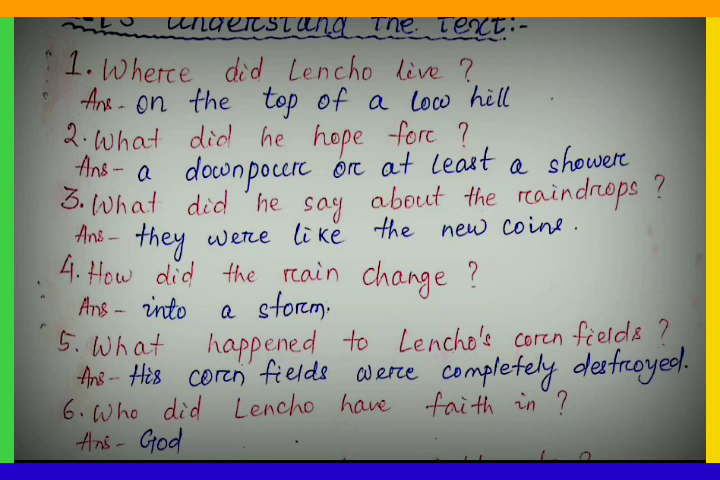 understand the text:-
1. Where did Lencho live ?
Ans - on the top of a low hill
2. What did he hope for ?
Ans - a downpour or at least a shower
3. What did he say about the raindrops ?
Ans - they were like the new coins.
4. How did the rain change ?
Ans - into a storm.
5. What happened to Lencho's corn fields ?
Ans - His corn fields were completely destroyed.
6. Who did Lencho have faith in ?
Ans - God